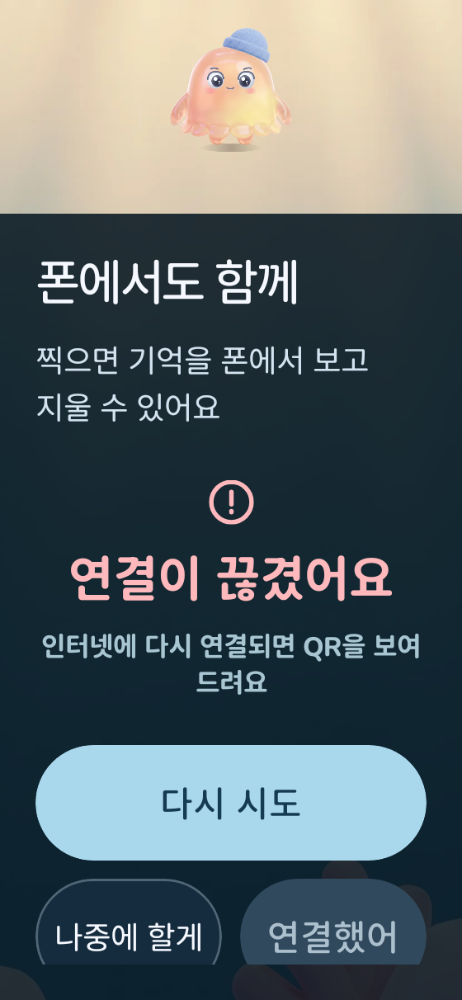 폰에서도 함께
찍으면 기억을 폰에서 보고
지울 수 있어요
연결이 끊겼어요
인터넷에 다시 연결되면 QR을 보여
드려요
다시 시도
나중에 할게
연결했어